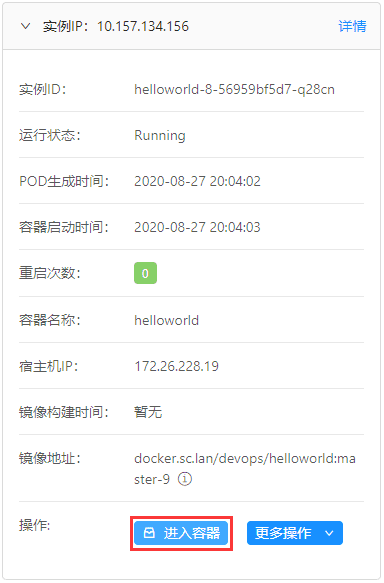 实例IP：10.157.134.156 详情
实例ID： helloworld-8-56959bf5d7-q28cn
运行状态： Running
POD生成时间： 2020-08-27 20:04:02
容器启动时间： 2020-08-27 20:04:03
重启次数： 0
容器名称： helloworld
宿主机IP： 172.26.228.19
镜像构建时间： 暂无
镜像地址： docker.sc.lan/devops/helloworld:ma
ster-9
操作: 进入容器 更多操作